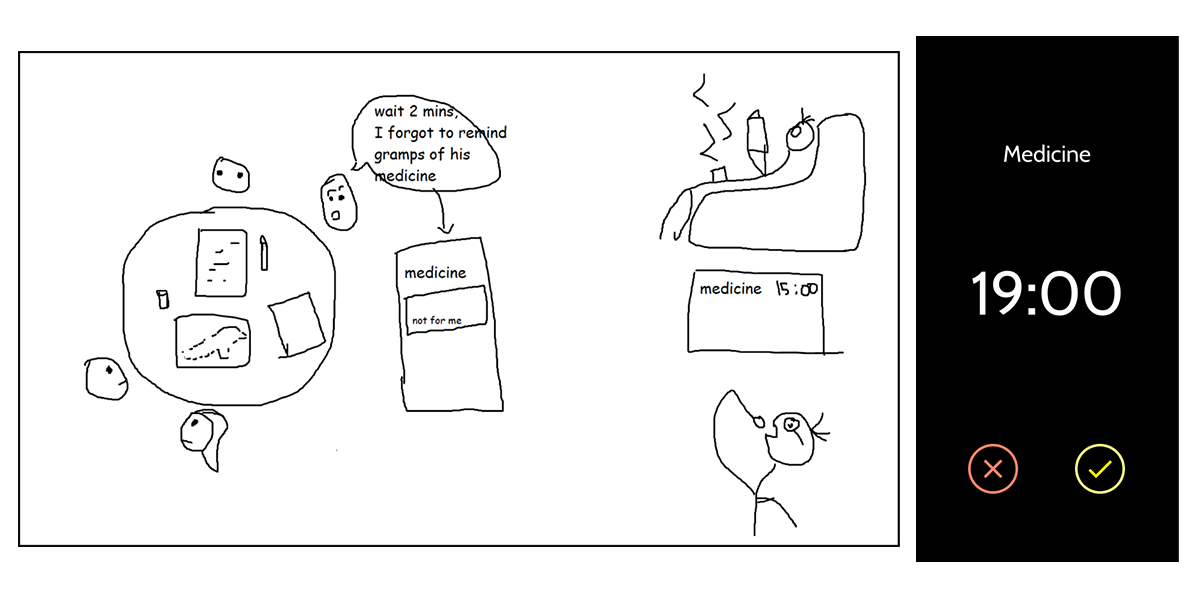 wait 2 mins,
I forgot to remind
gramps of his
medicine
medicine
not for me
medicine 15:00
Medicine
19:00